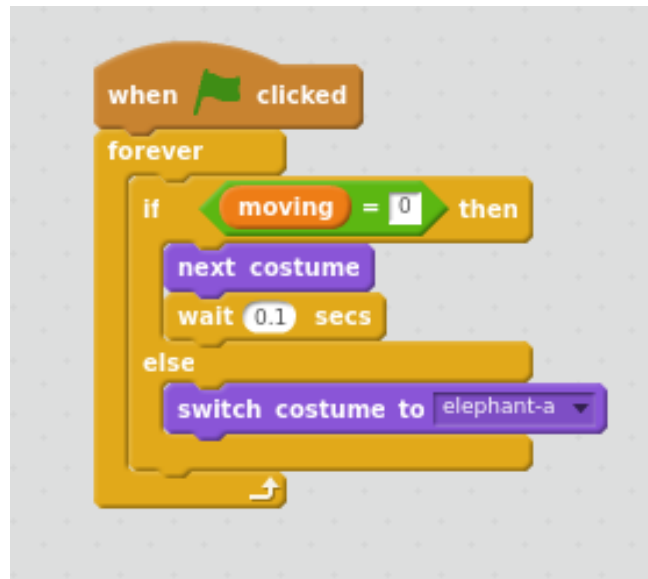 when clicked
forever
if moving = 0 then
next costume
wait 0.1 secs
else
switch costume to elephant-a